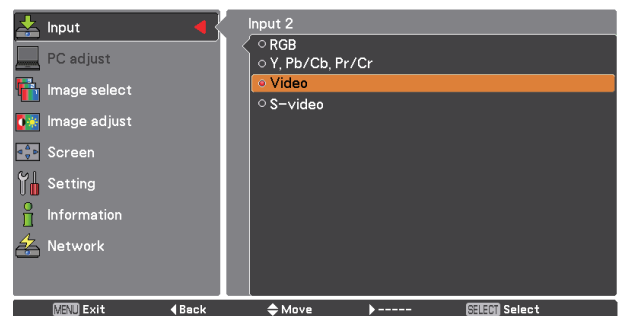 Input
PC adjust
Image select
Image adjust
Screen
Setting
Information
Network
Input 2
RGB
Y, Pb/Cb, Pr/Cr
Video
S-video
MENU Exit Back Move ----- SELECT Select